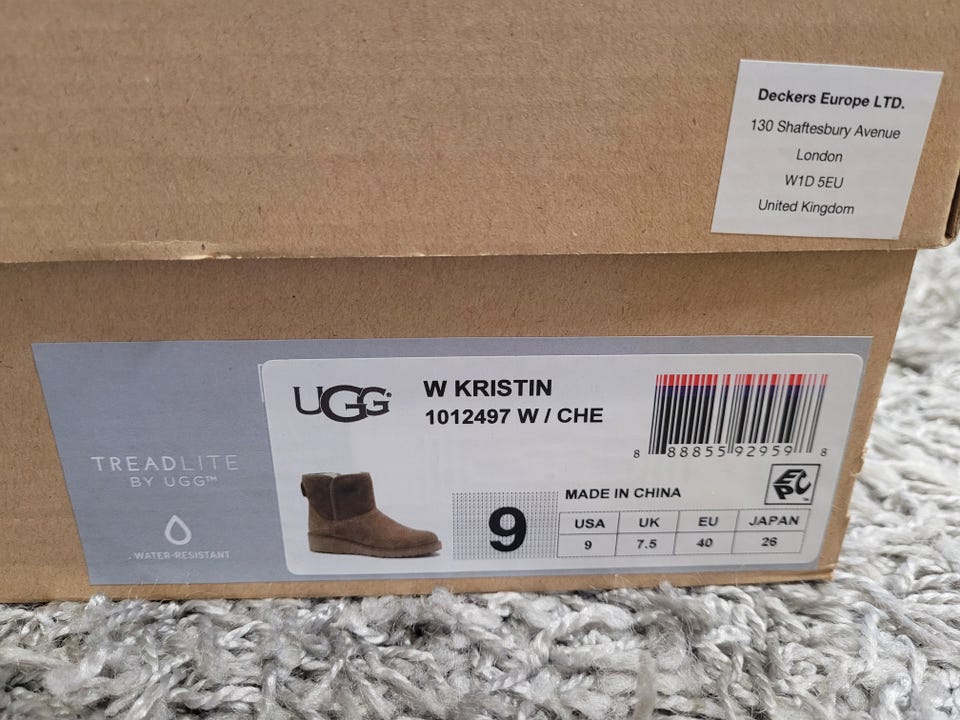 Deckers Europe LTD.
130 Shaftesbury Avenue
London
W1D 5EU
United Kingdom
TREADLITE
BY UGG™
WATER-RESISTANT
UGG®
W KRISTIN
1012497 W / CHE
8 88855 92959 8
MADE IN CHINA
EPC™
9
USA UK EU JAPAN
9 7.5 40 26